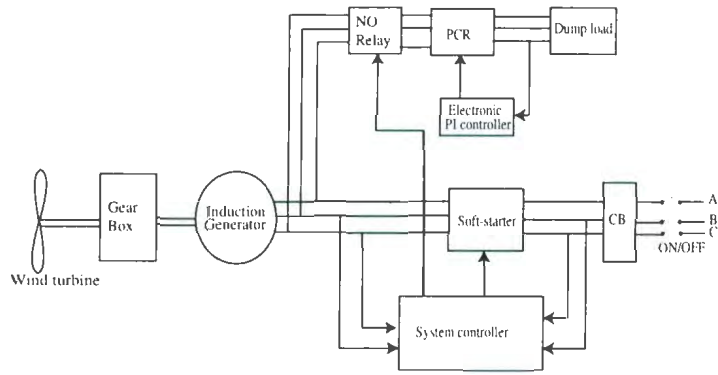 NO
Relay
PCR
Dump load
Electronic
PI controller
Gear
Box
Induction
Generator
Soft-starter
CB
A
B
C
ON/OFF
Wind turbine
System controller